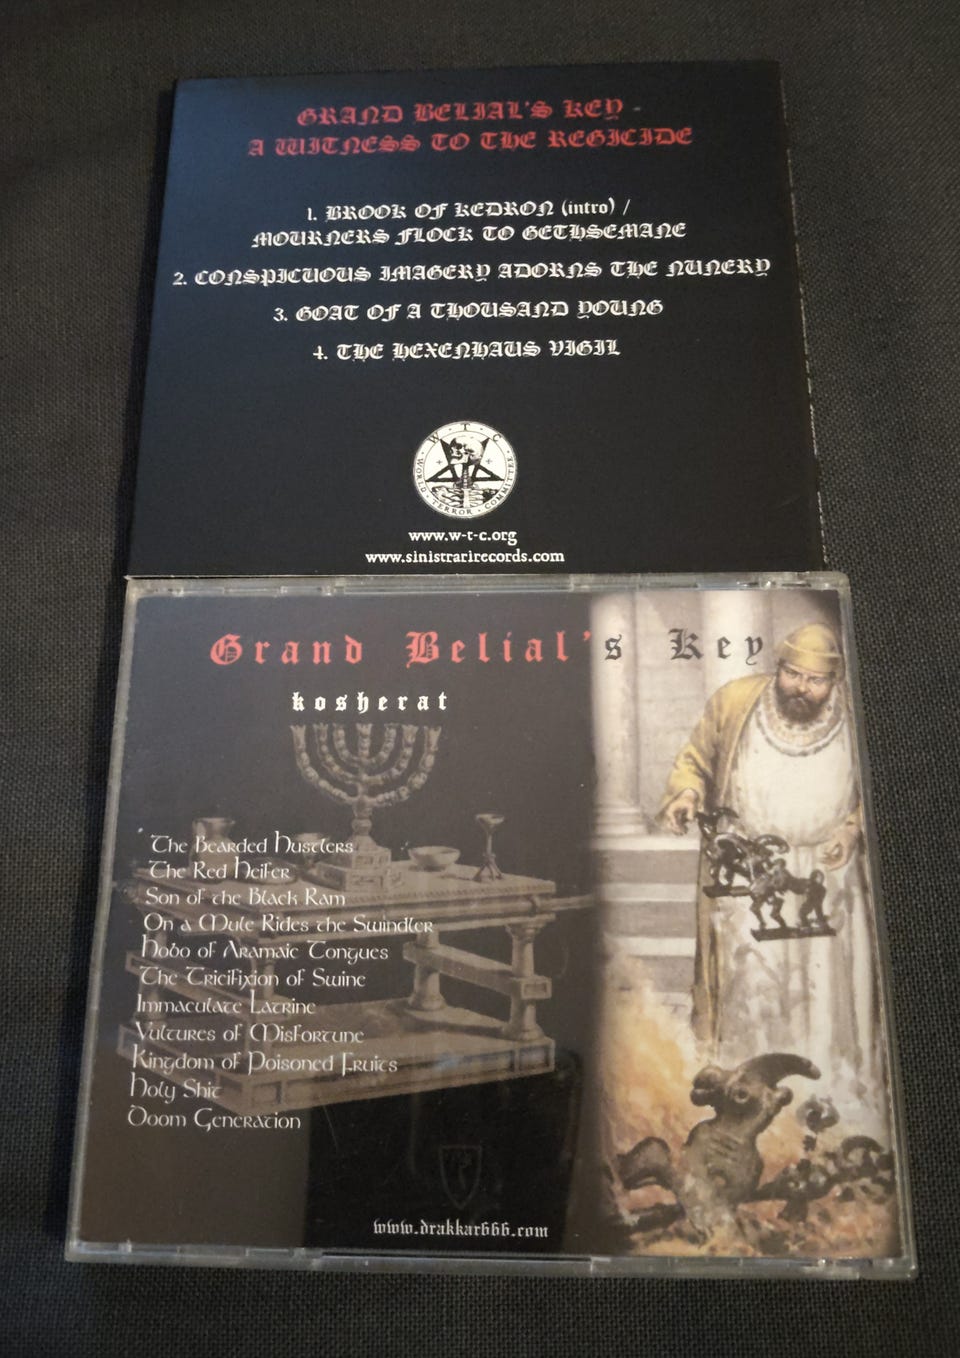 GRAND BELIAL'S KEY -
A WITNESS TO THE REGICIDE
1. BROOK OF KEDRON (intro) /
MOURNERS FLOCK TO GETHSEMANE
2. CONSPICUOUS IMAGERY ADORNS THE NUNERY
3. GOAT OF A THOUSAND YOUNG
4. THE HEXENHAUS VIGIL
W · T · C
WORLD · TERROR · COMMITTEE
www.w-t-c.org
www.sinistrarirecords.com
Grand Belial's Key
kosherat
The Bearded Hustlers
The Red Heifer
Son of the Black Ram
On a Mule Rides the Swindler
Hobo of Aramaic Tongues
The Tricifixion of Swine
Immaculate Latrine
Vultures of Misfortune
Kingdom of Poisoned Fruits
Holy Shit
Doom Generation
www.drakkar666.com